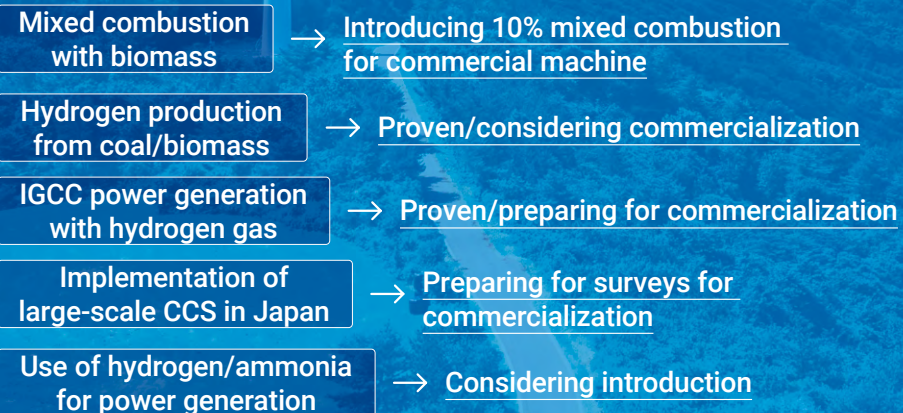 Mixed combustion
with biomass
→ Introducing 10% mixed combustion
for commercial machine
Hydrogen production
from coal/biomass
→ Proven/considering commercialization
IGCC power generation
with hydrogen gas
→ Proven/preparing for commercialization
Implementation of
large-scale CCS in Japan
→ Preparing for surveys for
commercialization
Use of hydrogen/ammonia
for power generation
→ Considering introduction